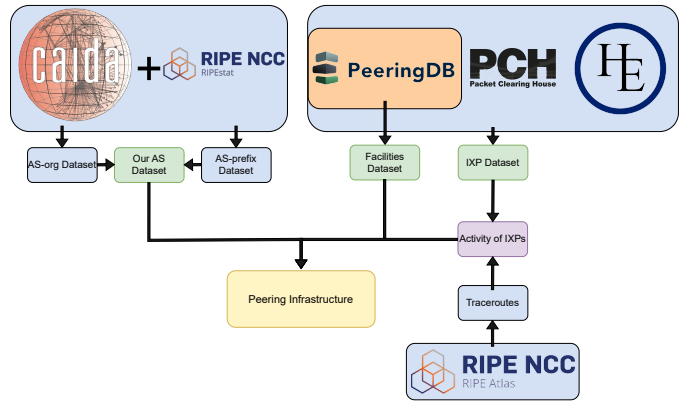 caida
+
RIPE NCC
RIPEstat
PeeringDB
PCH
Packet Clearing House
HE
AS-org Dataset
Our AS
Dataset
AS-prefix
Dataset
Facilities
Dataset
IXP Dataset
Activity of IXPs
Peering Infrastructure
Traceroutes
RIPE NCC
RIPE Atlas